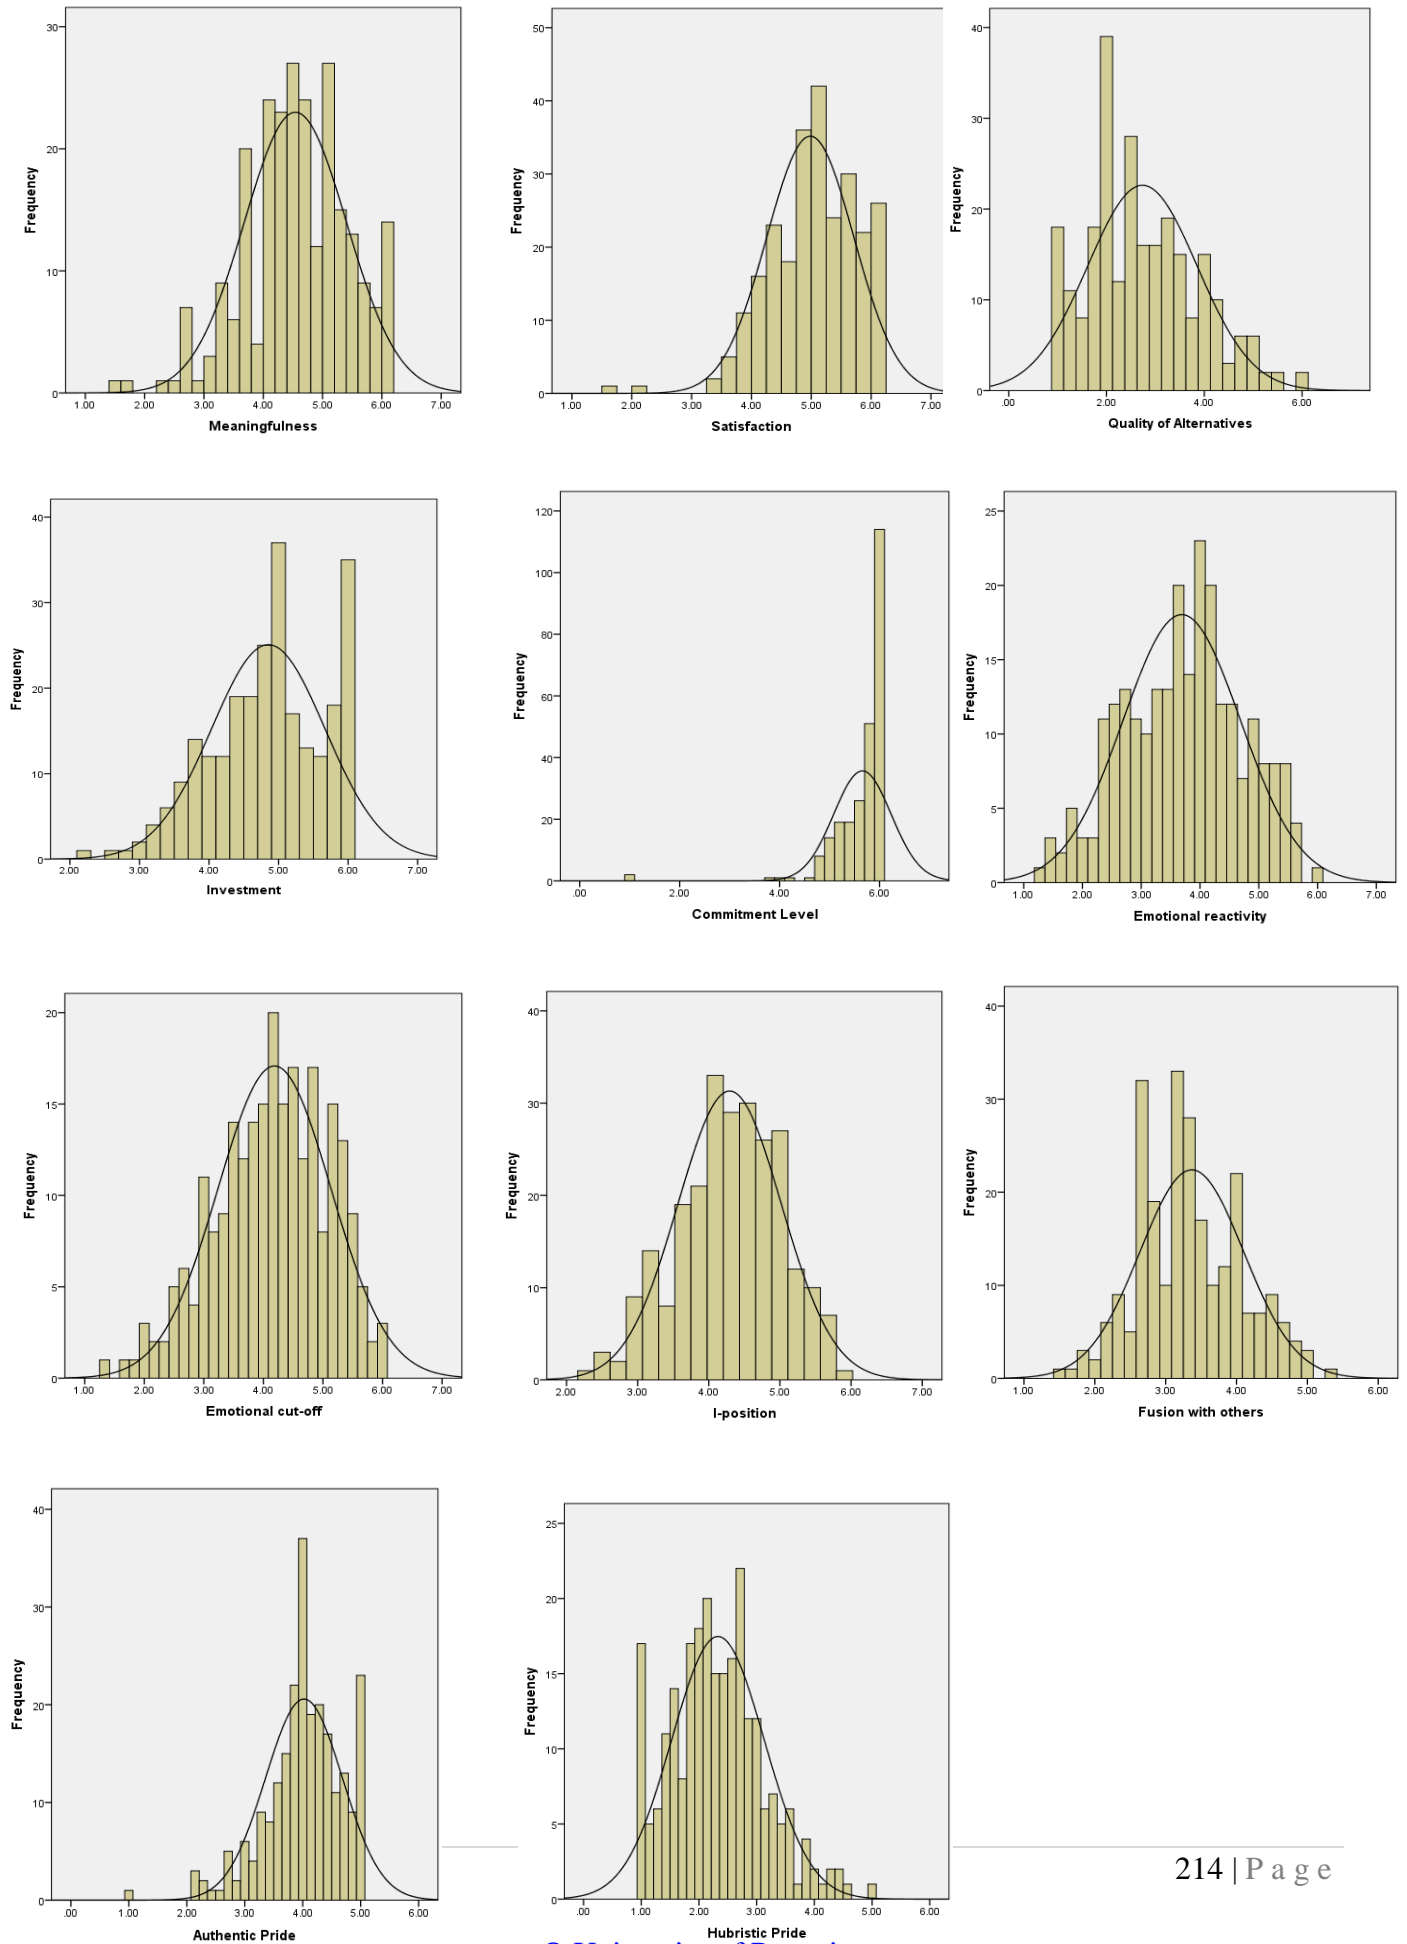 30
20
10
0
Frequency
1.00 2.00 3.00 4.00 5.00 6.00 7.00
Meaningfulness
50
40
30
20
10
0
Frequency
1.00 2.00 3.00 4.00 5.00 6.00 7.00
Satisfaction
40
30
20
10
0
Frequency
.00 2.00 4.00 6.00
Quality of Alternatives
40
30
20
10
0
Frequency
2.00 3.00 4.00 5.00 6.00 7.00
Investment
120
100
80
60
40
20
0
Frequency
.00 2.00 4.00 6.00
Commitment Level
25
20
15
10
5
0
Frequency
1.00 2.00 3.00 4.00 5.00 6.00 7.00
Emotional reactivity
20
15
10
5
0
Frequency
1.00 2.00 3.00 4.00 5.00 6.00 7.00
Emotional cut-off
40
30
20
10
0
Frequency
2.00 3.00 4.00 5.00 6.00 7.00
I-position
40
30
20
10
0
Frequency
1.00 2.00 3.00 4.00 5.00 6.00
Fusion with others
40
30
20
10
0
Frequency
.00 1.00 2.00 3.00 4.00 5.00 6.00
Authentic Pride
25
20
15
10
5
0
Frequency
.00 1.00 2.00 3.00 4.00 5.00 6.00
Hubristic Pride
214 | P a g e